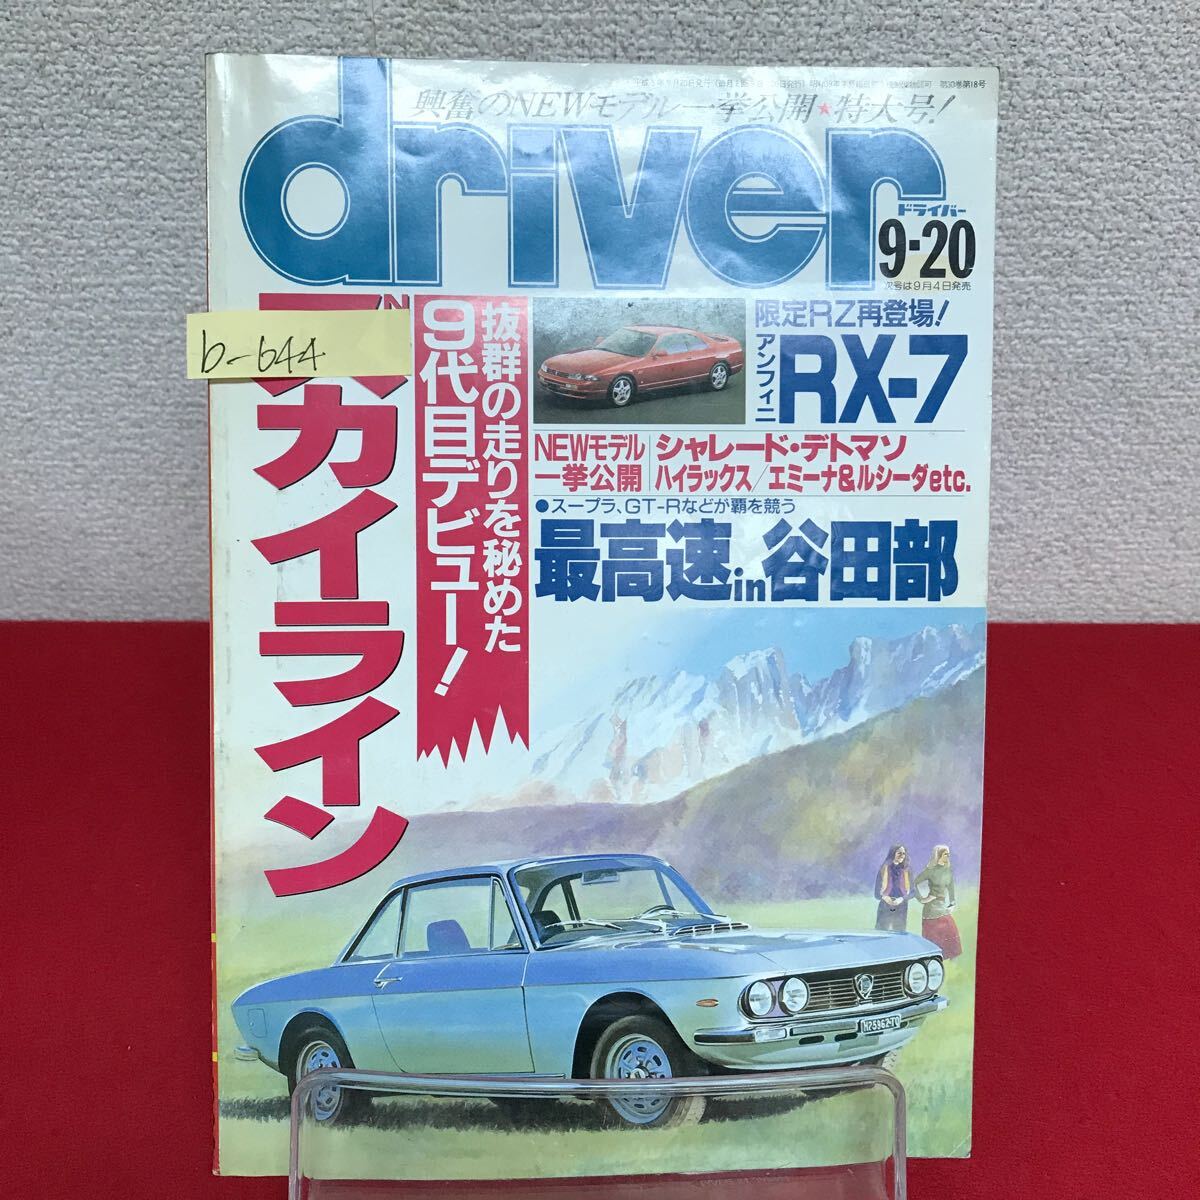 興奮のNEWモデル一挙公開★特大号!
driver
ドライバー
9-20
次号は9月4日発売
b-644
カイライン
抜群の走りを秘めた
9代目デビュー!
限定RZ再登場!
アンフィニ
RX-7
NEWモデル
一挙公開
シャレード・デトマソ
ハイラックス/エミーナ&ルシーダetc.
●スープラ、GT-Rなどが覇を競う
最高速in谷田部